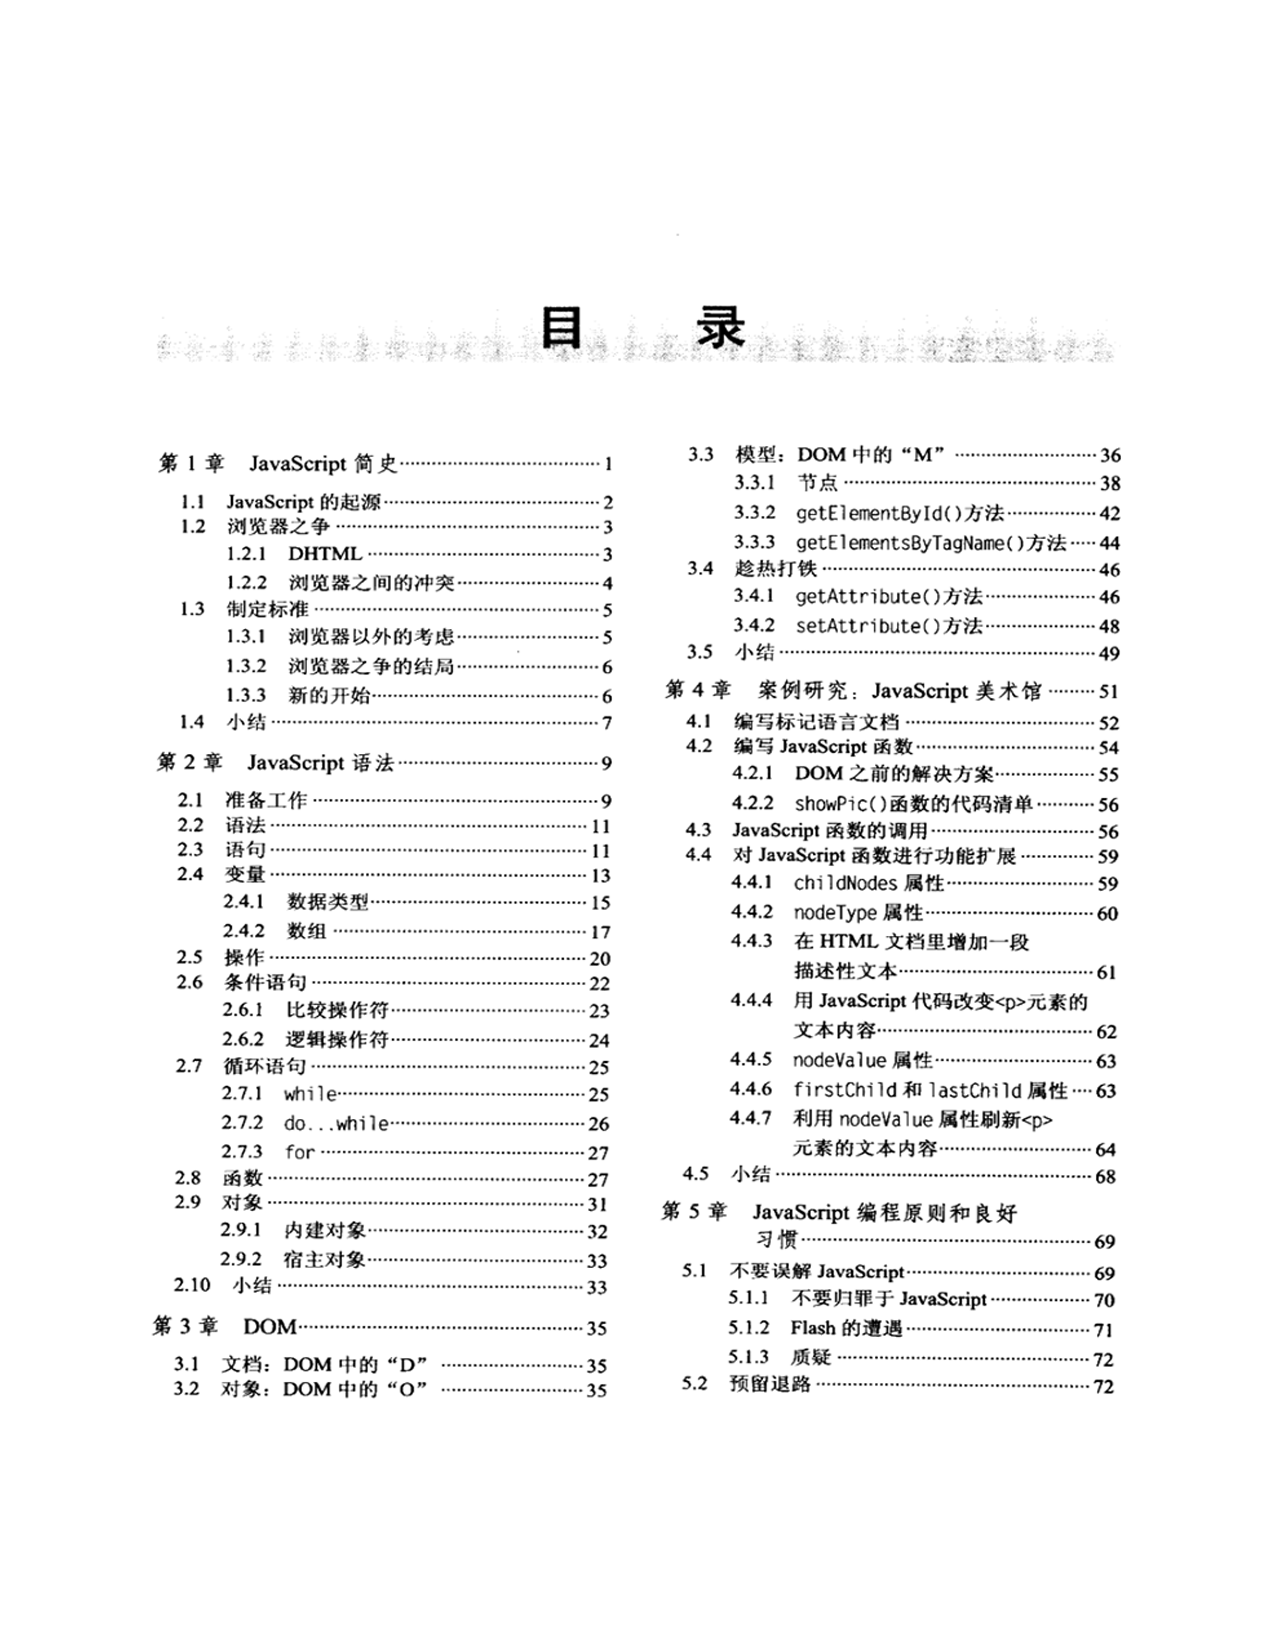 目 录
第 1 章 JavaScript 简史……1
1.1 JavaScript 的起源……2
1.2 浏览器之争……3
1.2.1 DHTML……3
1.2.2 浏览器之间的冲突……4
1.3 制定标准……5
1.3.1 浏览器以外的考虑……5
1.3.2 浏览器之争的结局……6
1.3.3 新的开始……6
1.4 小结……7
第 2 章 JavaScript 语法……9
2.1 准备工作……9
2.2 语法……11
2.3 语句……11
2.4 变量……13
2.4.1 数据类型……15
2.4.2 数组……17
2.5 操作……20
2.6 条件语句……22
2.6.1 比较操作符……23
2.6.2 逻辑操作符……24
2.7 循环语句……25
2.7.1 while……25
2.7.2 do...while……26
2.7.3 for……27
2.8 函数……27
2.9 对象……31
2.9.1 内建对象……32
2.9.2 宿主对象……33
2.10 小结……33
第 3 章 DOM……35
3.1 文档：DOM 中的“D”……35
3.2 对象：DOM 中的“O”……35
3.3 模型：DOM 中的“M”……36
3.3.1 节点……38
3.3.2 getElementById()方法……42
3.3.3 getElementsByTagName()方法……44
3.4 趁热打铁……46
3.4.1 getAttribute()方法……46
3.4.2 setAttribute()方法……48
3.5 小结……49
第 4 章 案例研究：JavaScript 美术馆……51
4.1 编写标记语言文档……52
4.2 编写 JavaScript 函数……54
4.2.1 DOM 之前的解决方案……55
4.2.2 showPic()函数的代码清单……56
4.3 JavaScript 函数的调用……56
4.4 对 JavaScript 函数进行功能扩展……59
4.4.1 childNodes 属性……59
4.4.2 nodeType 属性……60
4.4.3 在 HTML 文档里增加一段
描述性文本……61
4.4.4 用 JavaScript 代码改变<p>元素的
文本内容……62
4.4.5 nodeValue 属性……63
4.4.6 firstChild 和 lastChild 属性……63
4.4.7 利用 nodeValue 属性刷新<p>
元素的文本内容……64
4.5 小结……68
第 5 章 JavaScript 编程原则和良好
习惯……69
5.1 不要误解 JavaScript……69
5.1.1 不要归罪于 JavaScript……70
5.1.2 Flash 的遭遇……71
5.1.3 质疑……72
5.2 预留退路……72